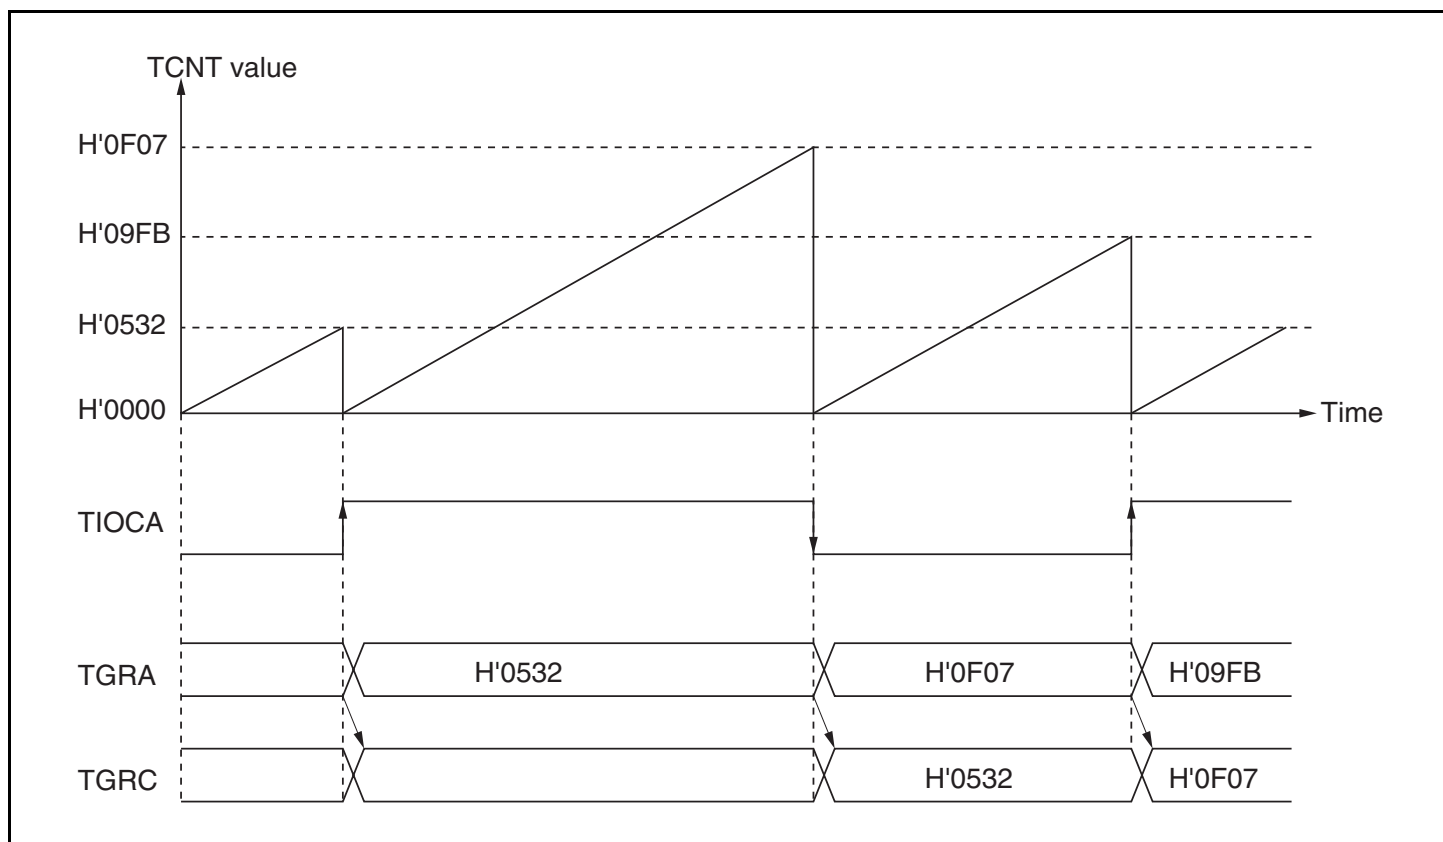 TCNT value
H'0F07
H'09FB
H'0532
H'0000
Time
TIOCA
TGRA H'0532 H'0F07 H'09FB
TGRC H'0532 H'0F07